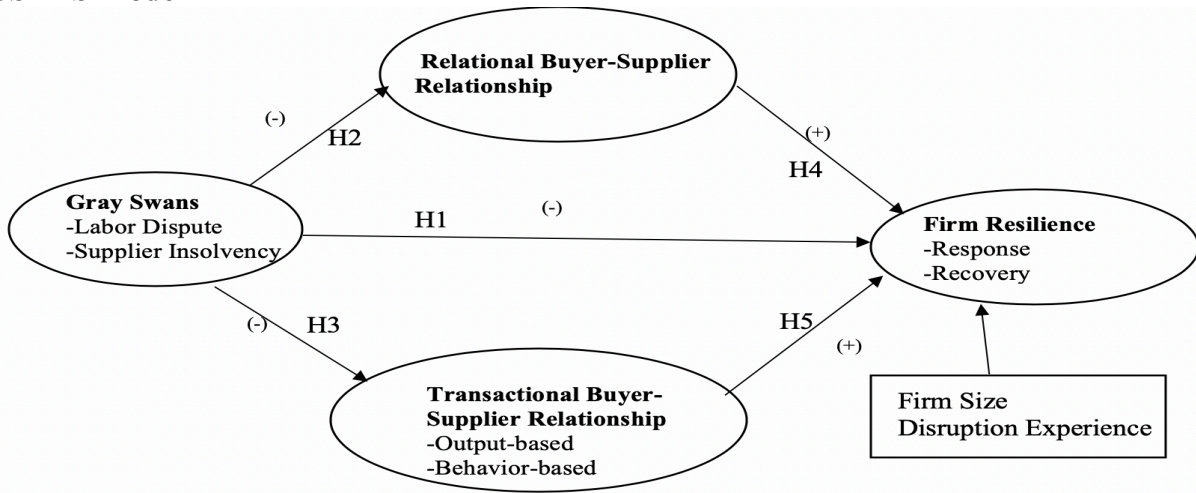 Relational Buyer-Supplier
Relationship
(-)
H2
(+)
H4
Gray Swans
-Labor Dispute
-Supplier Insolvency
(-)
H1
Firm Resilience
-Response
-Recovery
(-)
H3
H5
(+)
Transactional Buyer-
Supplier Relationship
-Output-based
-Behavior-based
Firm Size
Disruption Experience